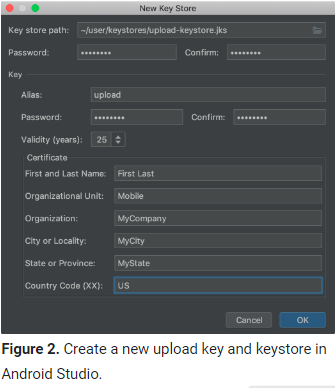 New Key Store
Key store path: ~/user/keystores/upload-keystore.jks
Password: •••••••• Confirm: ••••••••
Key
Alias: upload
Password: •••••••• Confirm: ••••••••
Validity (years): 25
Certificate
First and Last Name: First Last
Organizational Unit: Mobile
Organization: MyCompany
City or Locality: MyCity
State or Province: MyState
Country Code (XX): US
Cancel OK
Figure 2. Create a new upload key and keystore in
Android Studio.